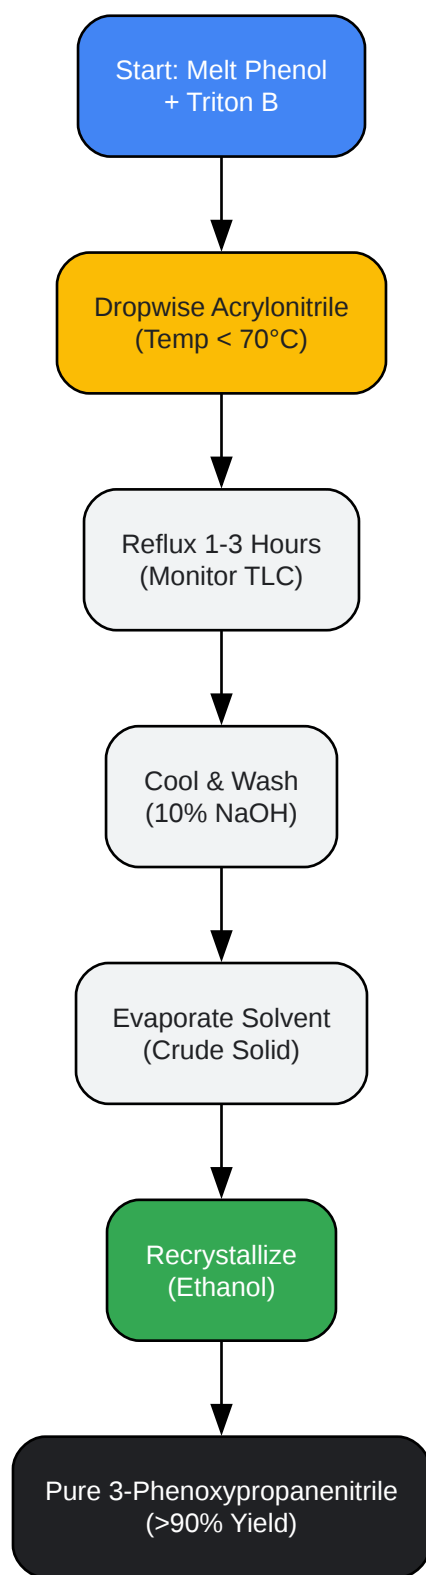 Start: Melt Phenol
+ Triton B
Dropwise Acrylonitrile
(Temp < 70°C)
Reflux 1-3 Hours
(Monitor TLC)
Cool & Wash
(10% NaOH)
Evaporate Solvent
(Crude Solid)
Recrystallize
(Ethanol)
Pure 3-Phenoxypropanenitrile
(>90% Yield)